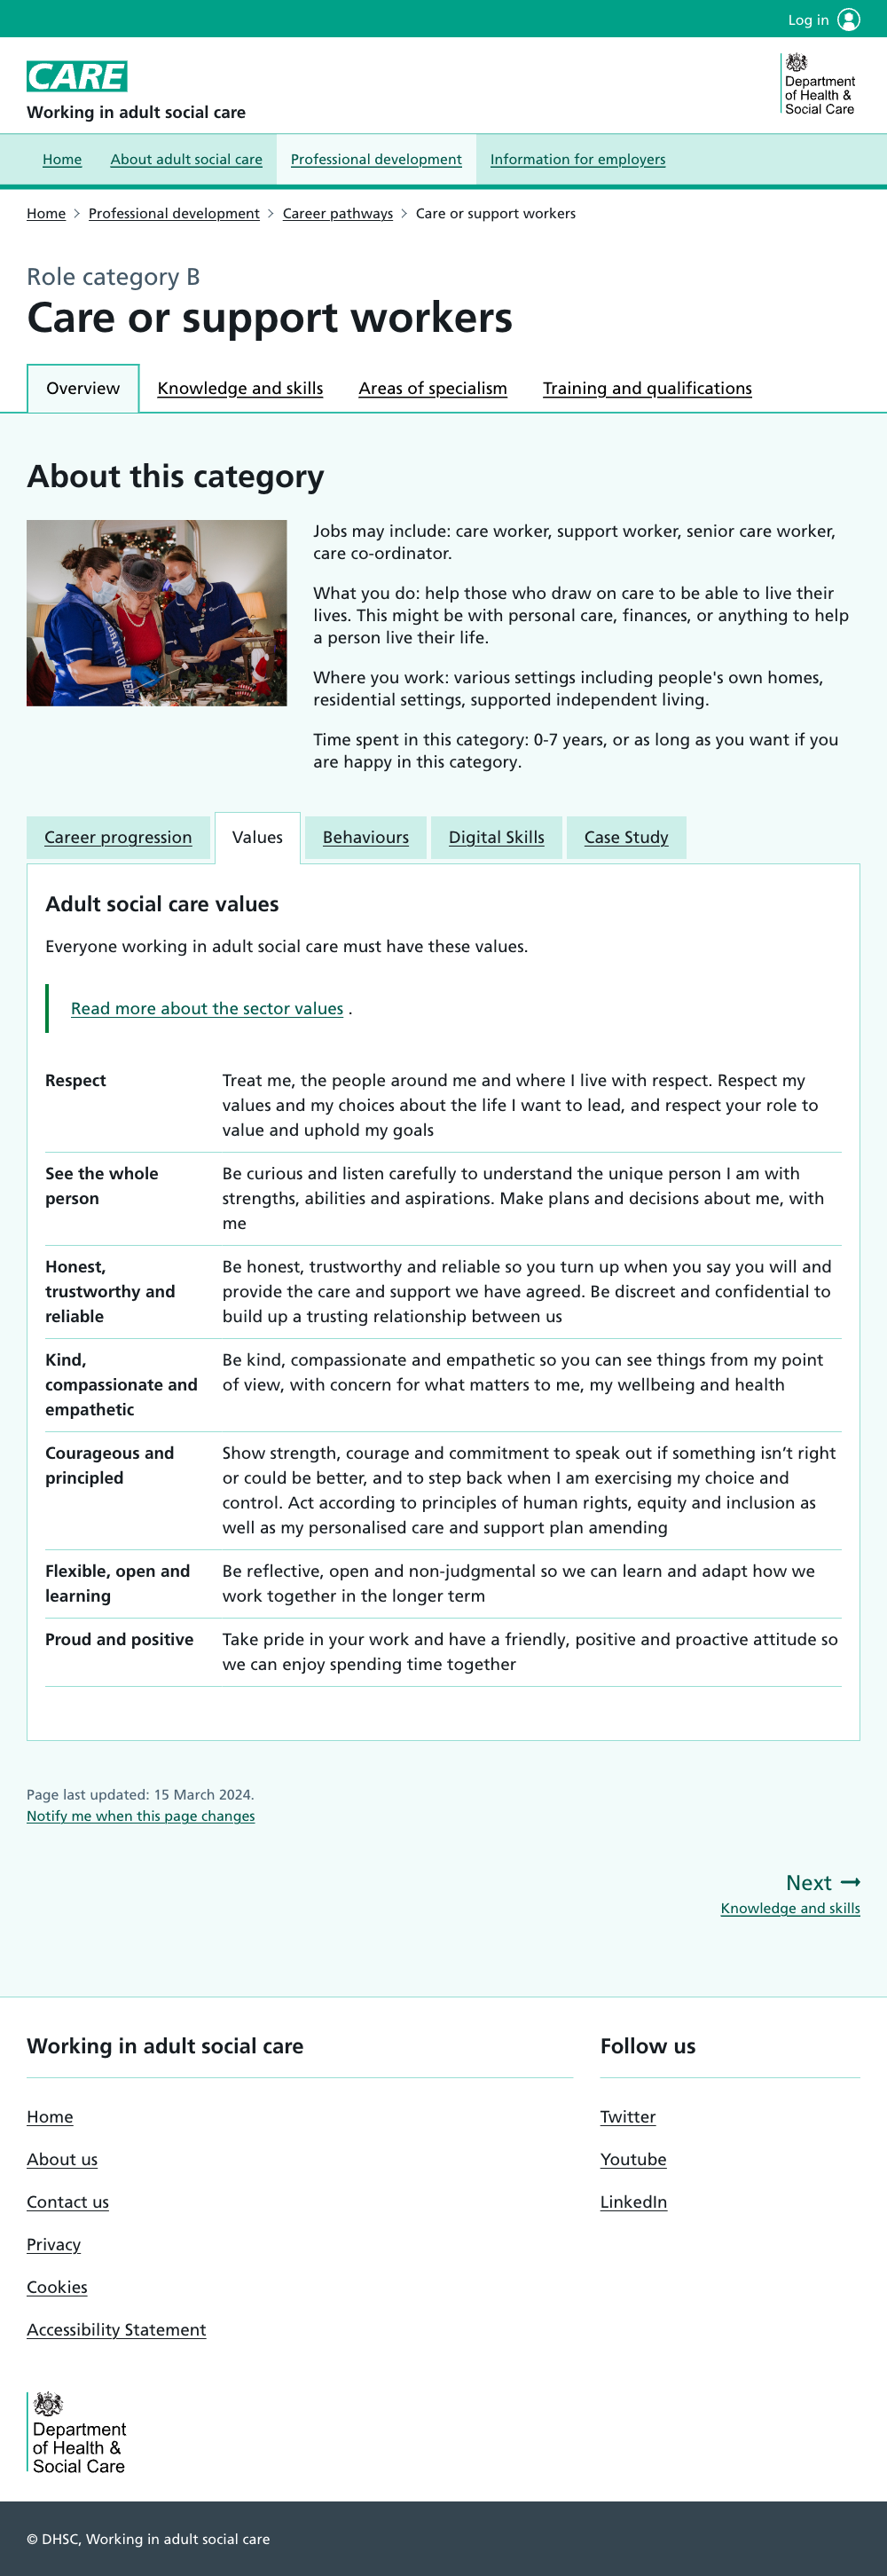 Log in
CARE
Working in adult social care
Department
of Health &
Social Care
Home About adult social care Professional development Information for employers
Home Professional development Career pathways Care or support workers
Role category B
Care or support workers
Overview Knowledge and skills Areas of specialism Training and qualifications
About this category
Jobs may include: care worker, support worker, senior care worker,
care co-ordinator.
What you do: help those who draw on care to be able to live their
lives. This might be with personal care, finances, or anything to help
a person live their life.
Where you work: various settings including people's own homes,
residential settings, supported independent living.
Time spent in this category: 0-7 years, or as long as you want if you
are happy in this category.
Career progression Values Behaviours Digital Skills Case Study
Adult social care values
Everyone working in adult social care must have these values.
Read more about the sector values .
Respect
Treat me, the people around me and where I live with respect. Respect my
values and my choices about the life I want to lead, and respect your role to
value and uphold my goals
See the whole
person
Be curious and listen carefully to understand the unique person I am with
strengths, abilities and aspirations. Make plans and decisions about me, with
me
Honest,
trustworthy and
reliable
Be honest, trustworthy and reliable so you turn up when you say you will and
provide the care and support we have agreed. Be discreet and confidential to
build up a trusting relationship between us
Kind,
compassionate and
empathetic
Be kind, compassionate and empathetic so you can see things from my point
of view, with concern for what matters to me, my wellbeing and health
Courageous and
principled
Show strength, courage and commitment to speak out if something isn’t right
or could be better, and to step back when I am exercising my choice and
control. Act according to principles of human rights, equity and inclusion as
well as my personalised care and support plan amending
Flexible, open and
learning
Be reflective, open and non-judgmental so we can learn and adapt how we
work together in the longer term
Proud and positive
Take pride in your work and have a friendly, positive and proactive attitude so
we can enjoy spending time together
Page last updated: 15 March 2024.
Notify me when this page changes
Next
Knowledge and skills
Working in adult social care
Home
About us
Contact us
Privacy
Cookies
Accessibility Statement
Follow us
Twitter
Youtube
LinkedIn
Department
of Health &
Social Care
© DHSC, Working in adult social care